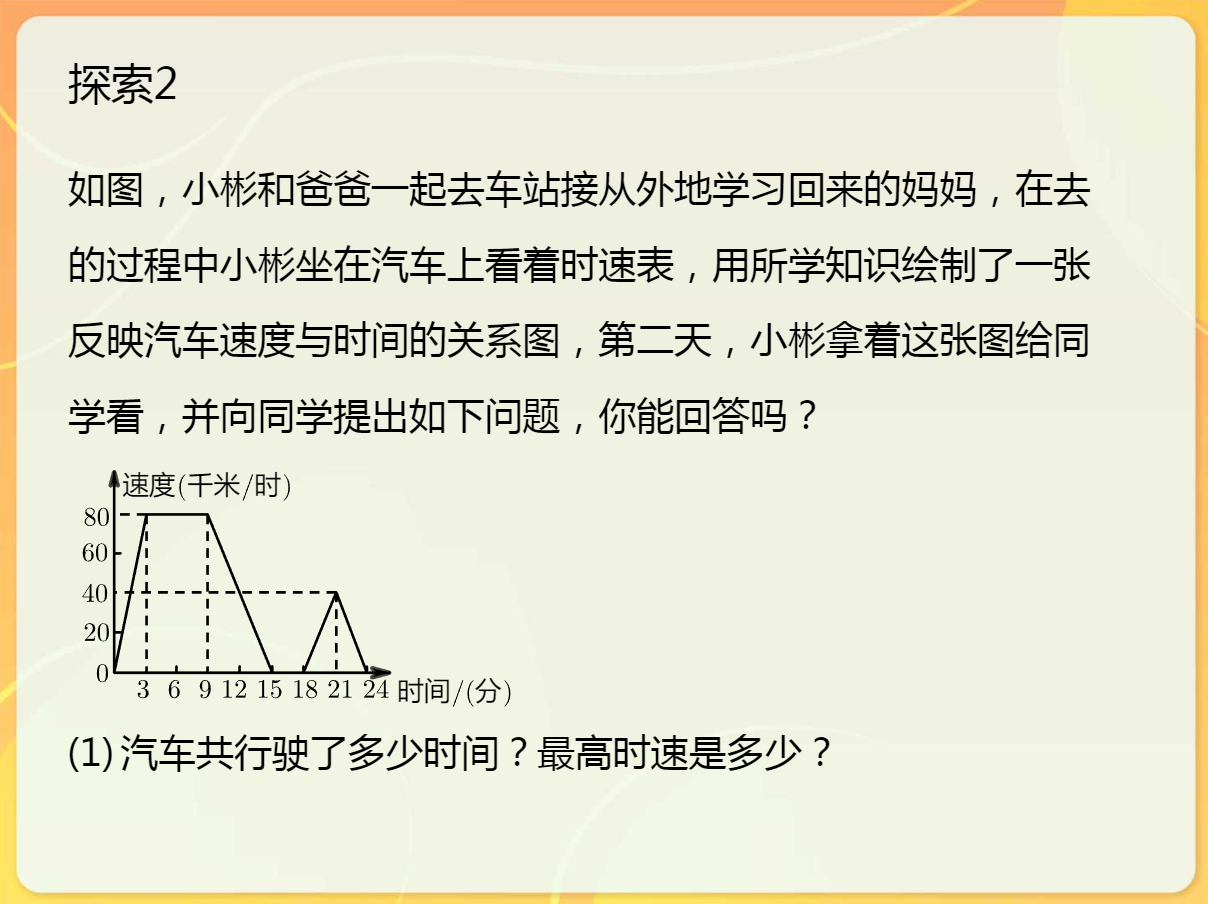 探索2
如图，小彬和爸爸一起去车站接从外地学习回来的妈妈，在去
的过程中小彬坐在汽车上看着时速表，用所学知识绘制了一张
反映汽车速度与时间的关系图，第二天，小彬拿着这张图给同
学看，并向同学提出如下问题，你能回答吗？
速度(千米/时)
80
60
40
20
0
3 6 9 12 15 18 21 24 时间/(分)
(1)汽车共行驶了多少时间？最高时速是多少？